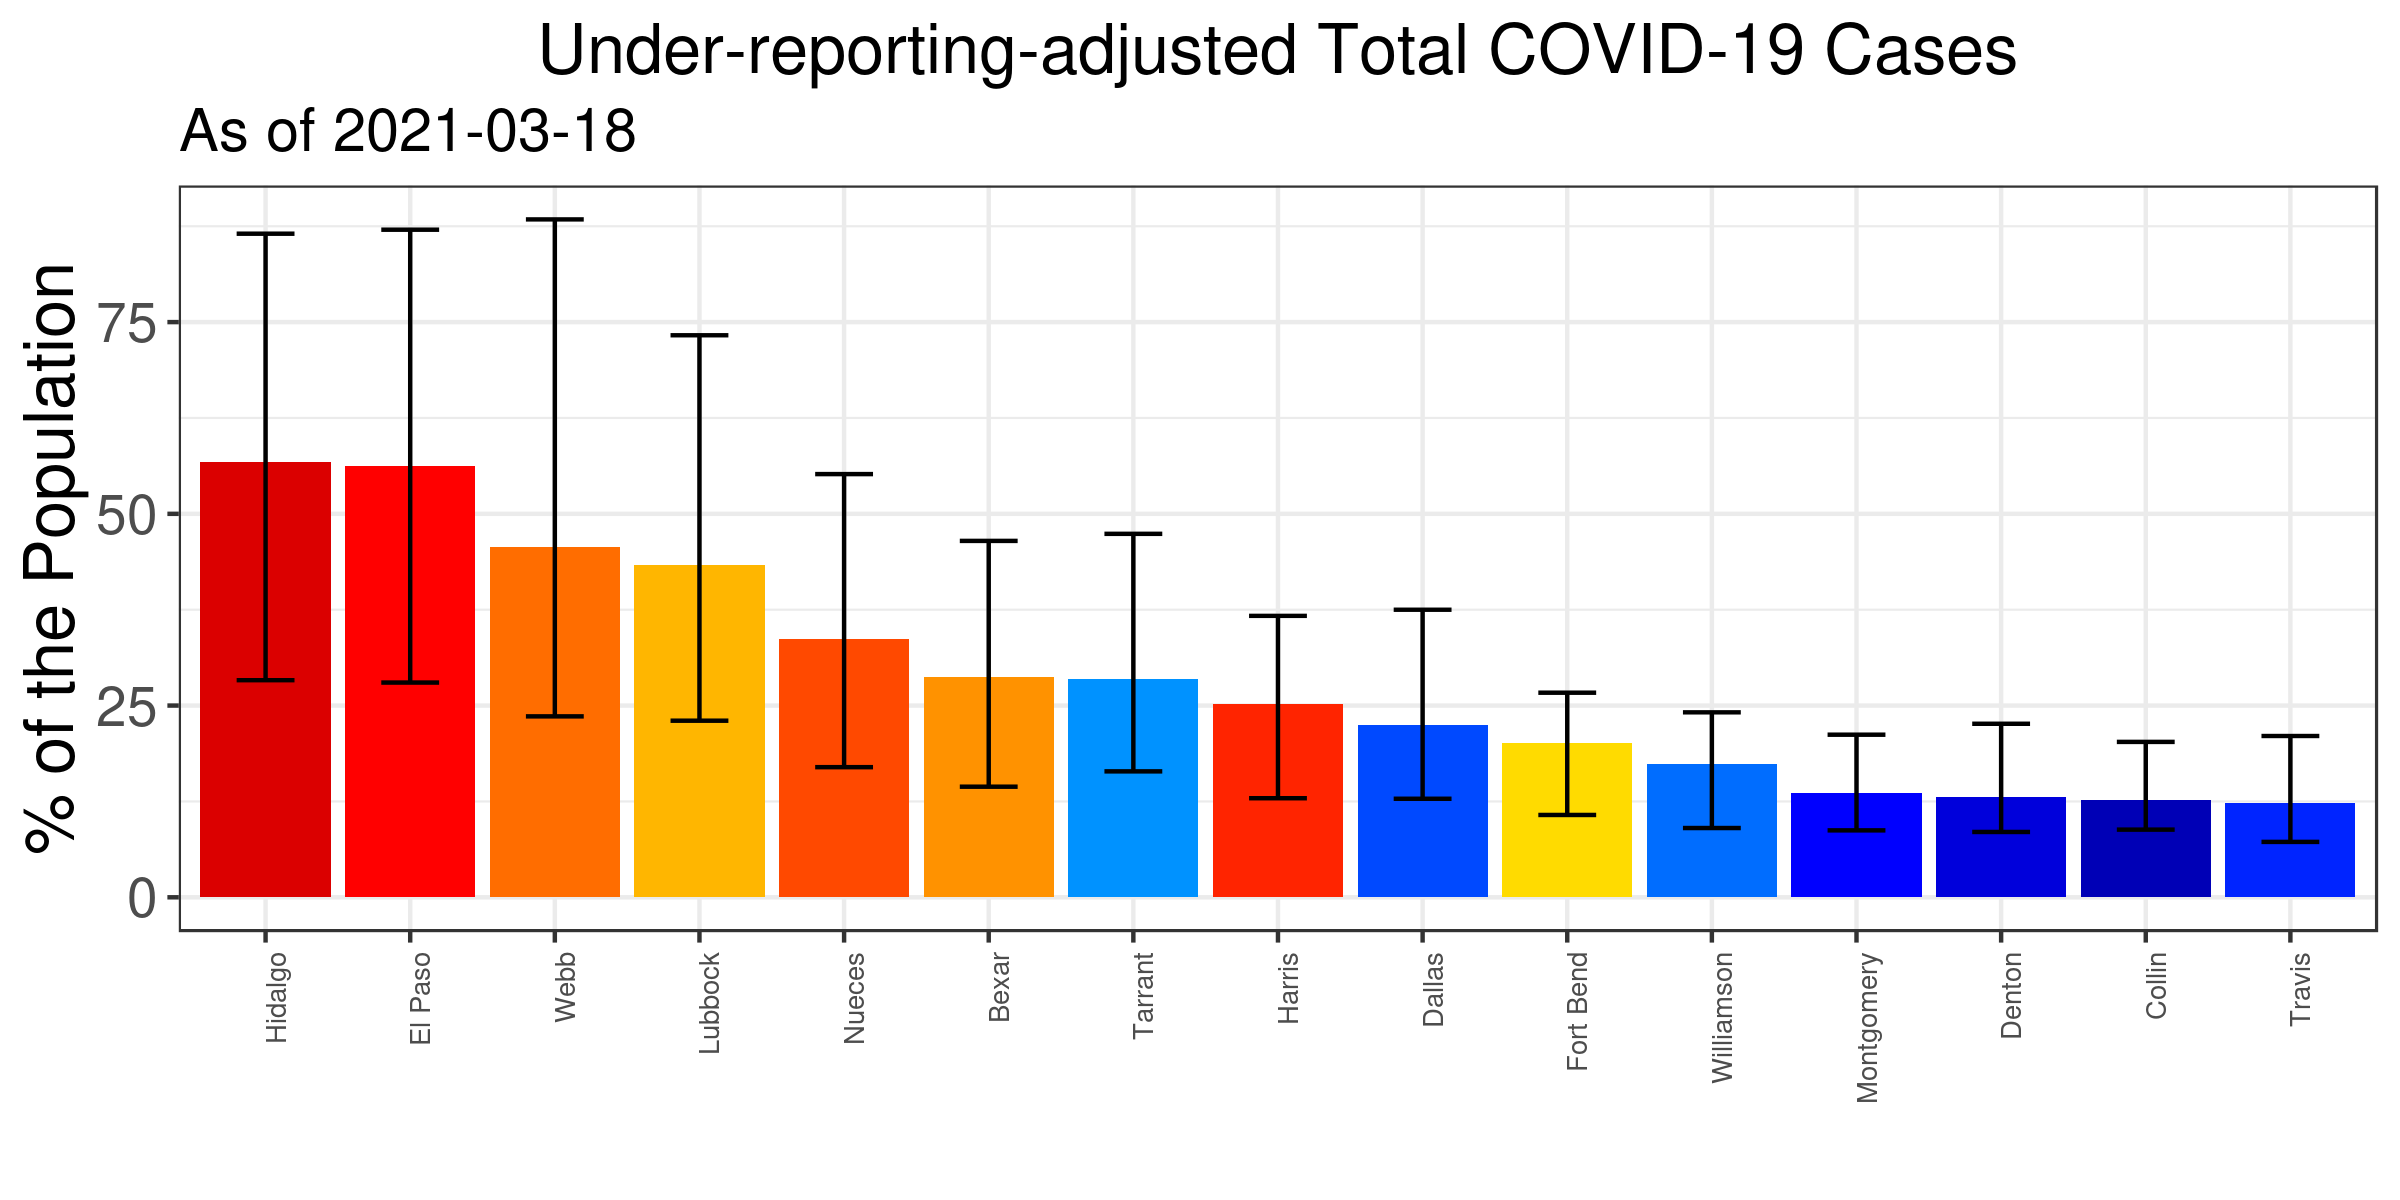 Under-reporting-adjusted Total COVID-19 Cases
As of 2021-03-18
% of the Population
75
50
25
0
Hidalgo
El Paso
Webb
Lubbock
Nueces
Bexar
Tarrant
Harris
Dallas
Fort Bend
Williamson
Montgomery
Denton
Collin
Travis